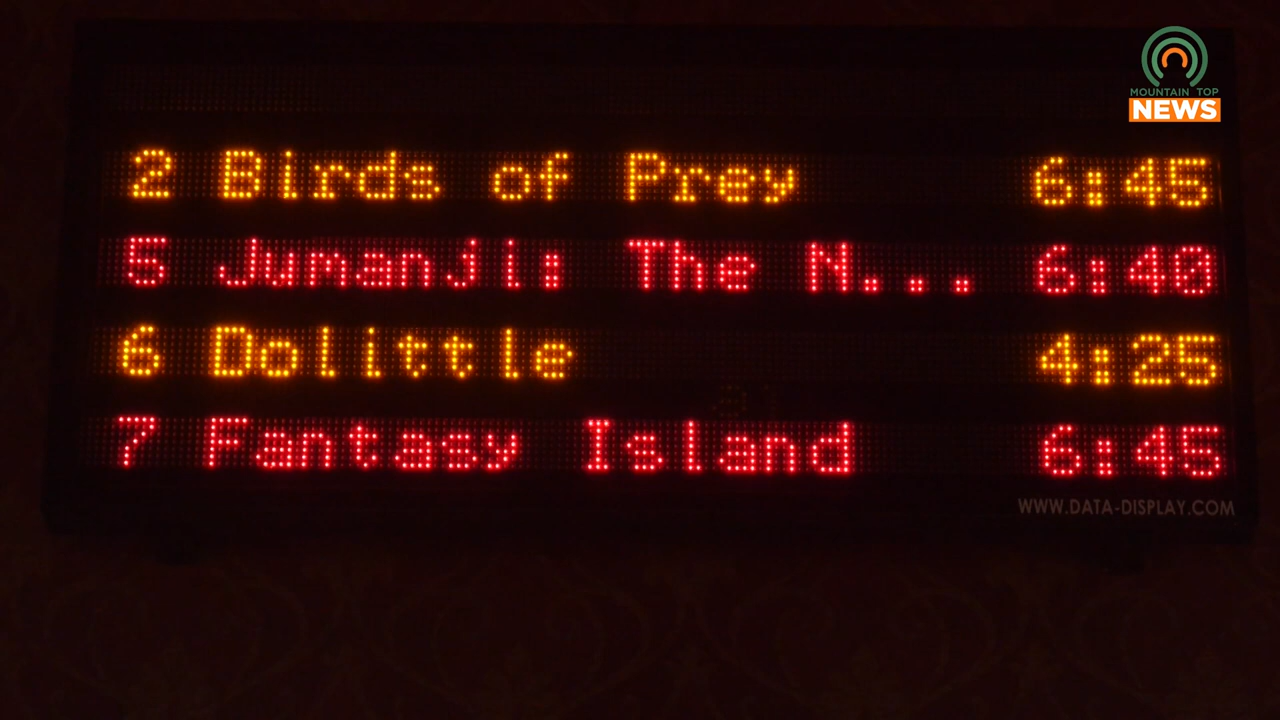 MOUNTAIN TOP
NEWS
2 Birds of Prey 6:45
5 Jumanji: The N... 6:40
6 Dolittle 4:25
7 Fantasy Island 6:45
WWW.DATA-DISPLAY.COM